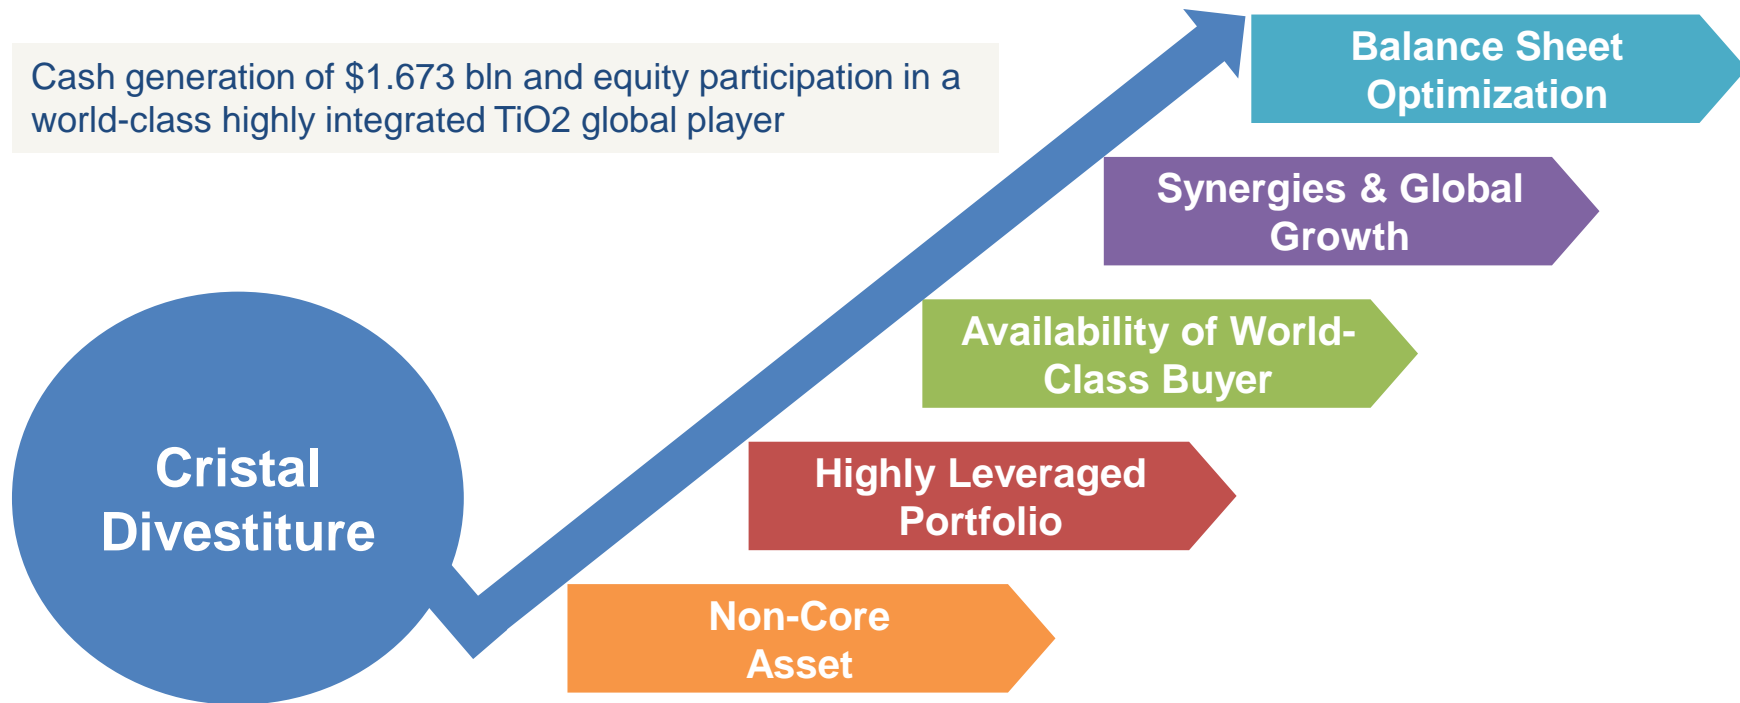 Cash generation of $1.673 bln and equity participation in a
world-class highly integrated TiO2 global player
Balance Sheet
Optimization
Synergies & Global
Growth
Availability of World-
Class Buyer
Highly Leveraged
Portfolio
Non-Core
Asset
Cristal
Divestiture